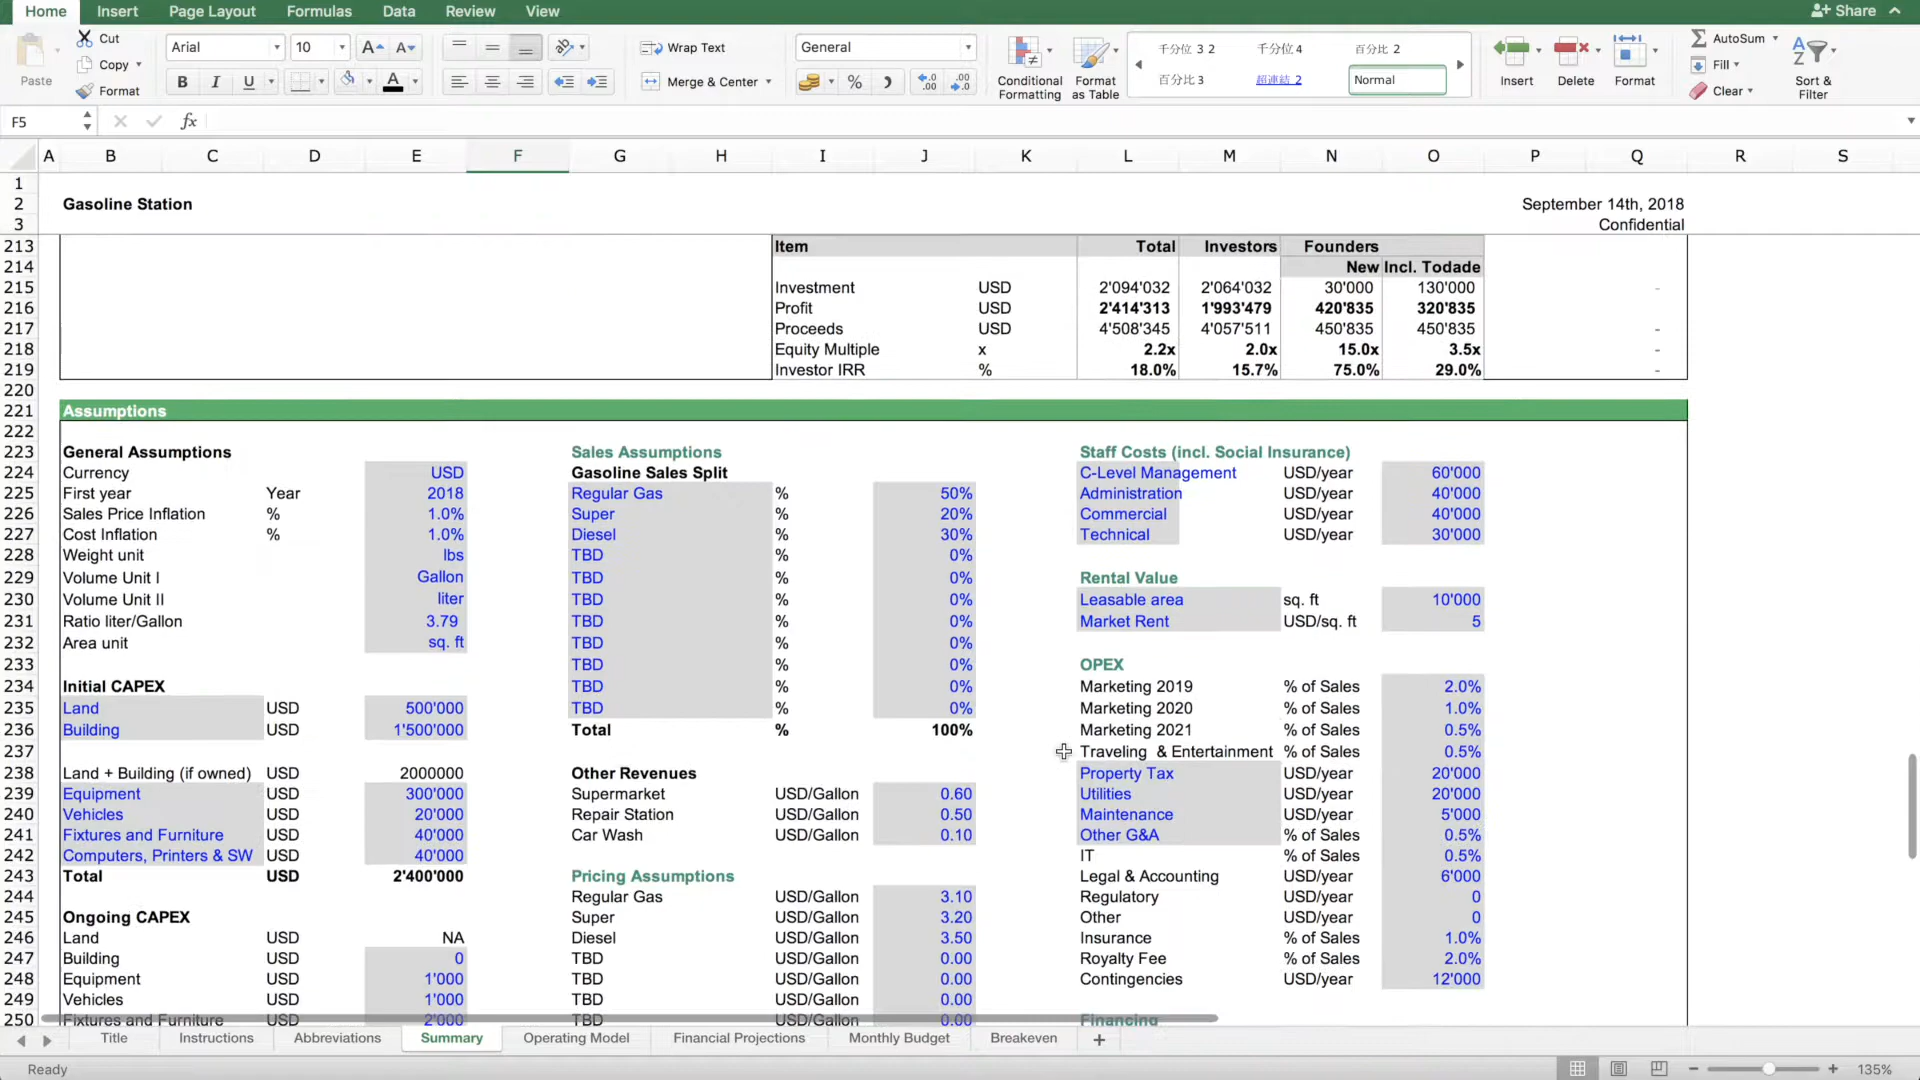 Home Insert Page Layout Formulas Data Review View Share
Cut
Copy
Format
Paste
Arial 10
B I U
Wrap Text
Merge & Center
General
%
Conditional Formatting
Format as Table
千分位 3 2 千分位 4 百分比 2
百分比 3 超連結 2 Normal
Insert Delete Format
AutoSum
Fill
Clear
Sort & Filter
F5 fx
A B C D E F G H I J K L M N O P Q R S
1
2 Gasoline Station September 14th, 2018
3 Confidential
213 Item Total Investors Founders
214 New Incl. Todade
215 Investment USD 2'094'032 2'064'032 30'000 130'000 -
216 Profit USD 2'414'313 1'993'479 420'835 320'835
217 Proceeds USD 4'508'345 4'057'511 450'835 450'835 -
218 Equity Multiple x 2.2x 2.0x 15.0x 3.5x -
219 Investor IRR % 18.0% 15.7% 75.0% 29.0% -
220
221 Assumptions
222
223 General Assumptions Sales Assumptions Staff Costs (incl. Social Insurance)
224 Currency USD Gasoline Sales Split C-Level Management USD/year 60'000
225 First year Year 2018 Regular Gas % 50% Administration USD/year 40'000
226 Sales Price Inflation % 1.0% Super % 20% Commercial USD/year 40'000
227 Cost Inflation % 1.0% Diesel % 30% Technical USD/year 30'000
228 Weight unit lbs TBD % 0%
229 Volume Unit I Gallon TBD % 0% Rental Value
230 Volume Unit II liter TBD % 0% Leasable area sq. ft 10'000
231 Ratio liter/Gallon 3.79 TBD % 0% Market Rent USD/sq. ft 5
232 Area unit sq. ft TBD % 0%
233 TBD % 0% OPEX
234 Initial CAPEX TBD % 0% Marketing 2019 % of Sales 2.0%
235 Land USD 500'000 TBD % 0% Marketing 2020 % of Sales 1.0%
236 Building USD 1'500'000 Total % 100% Marketing 2021 % of Sales 0.5%
237 Traveling & Entertainment % of Sales 0.5%
238 Land + Building (if owned) USD 2000000 Other Revenues Property Tax USD/year 20'000
239 Equipment USD 300'000 Supermarket USD/Gallon 0.60 Utilities USD/year 20'000
240 Vehicles USD 20'000 Repair Station USD/Gallon 0.50 Maintenance USD/year 5'000
241 Fixtures and Furniture USD 40'000 Car Wash USD/Gallon 0.10 Other G&A % of Sales 0.5%
242 Computers, Printers & SW USD 40'000 IT % of Sales 0.5%
243 Total USD 2'400'000 Pricing Assumptions Legal & Accounting USD/year 6'000
244 Regular Gas USD/Gallon 3.10 Regulatory USD/year 0
245 Ongoing CAPEX Super USD/Gallon 3.20 Other USD/year 0
246 Land USD NA Diesel USD/Gallon 3.50 Insurance % of Sales 1.0%
247 Building USD 0 TBD USD/Gallon 0.00 Royalty Fee % of Sales 2.0%
248 Equipment USD 1'000 TBD USD/Gallon 0.00 Contingencies USD/year 12'000
249 Vehicles USD 1'000 TBD USD/Gallon 0.00
250 Fixtures and Furniture USD 2'000 TBD USD/Gallon 0.00 Financing
Title Instructions Abbreviations Summary Operating Model Financial Projections Monthly Budget Breakeven +
Ready 135%